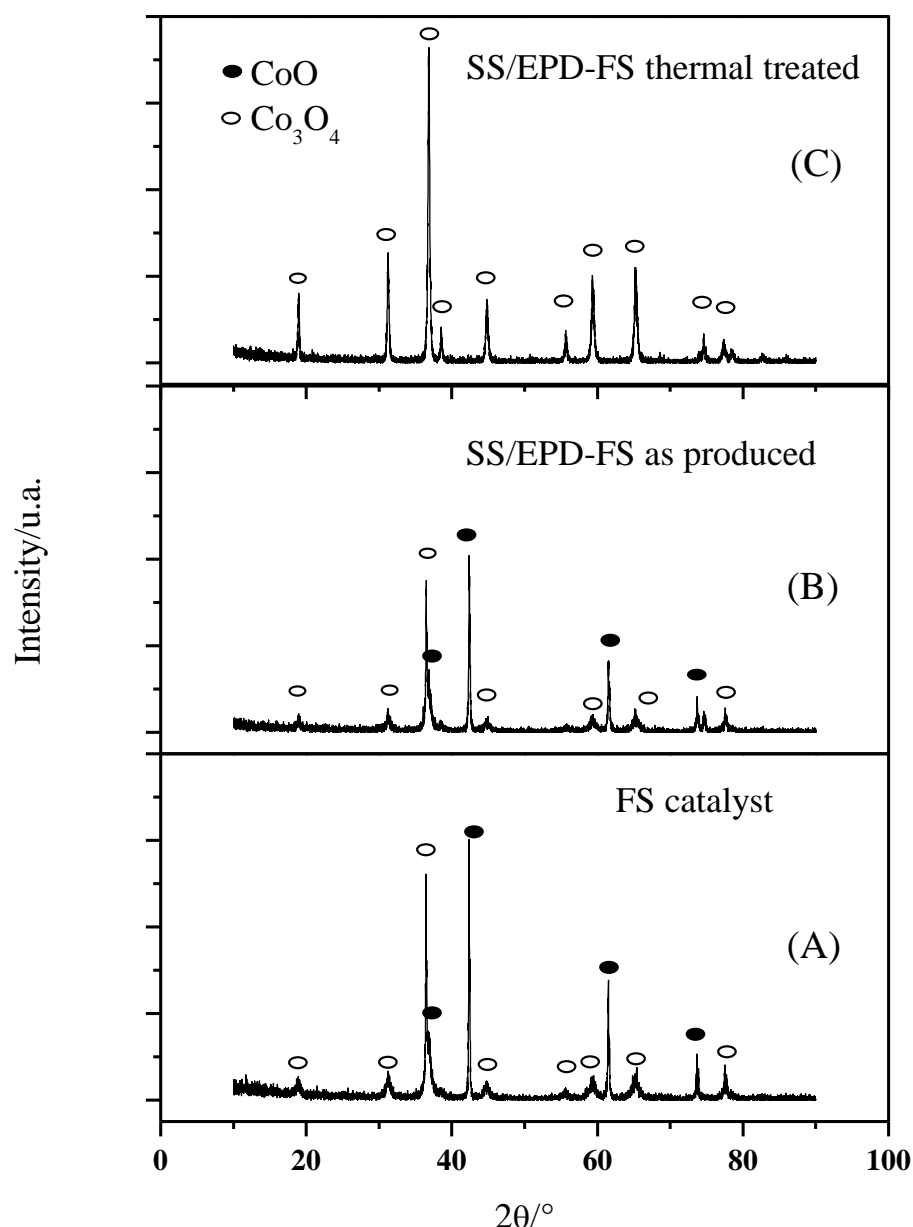 SS/EPD-FS thermal treated
CoO
Co₃O₄
(C)
SS/EPD-FS as produced
(B)
Intensity/u.a.
FS catalyst
(A)
0 20 40 60 80 100
2θ/°